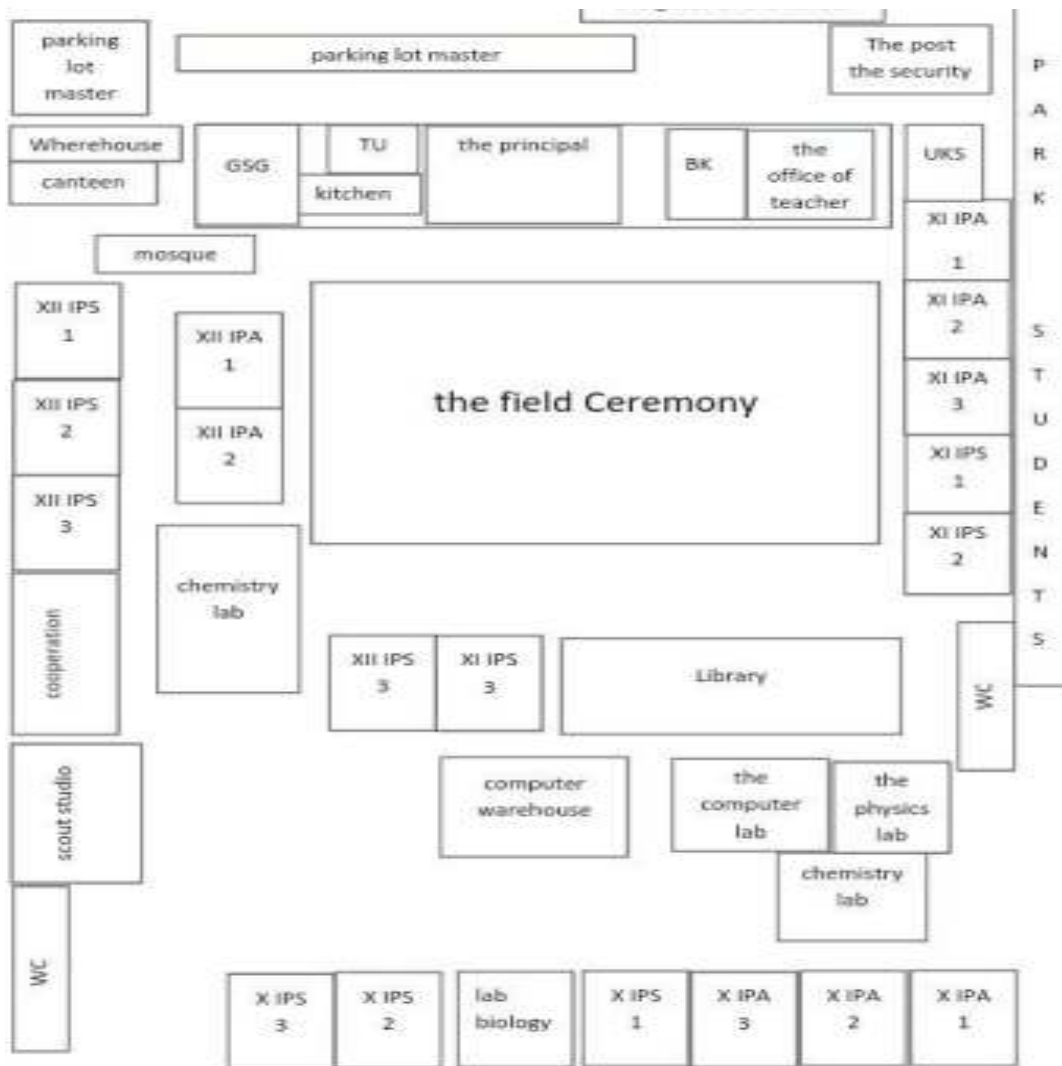 parking
lot
master
parking lot master
The post
the security
P
A
R
K
Wherehouse
canteen
GSG
TU
kitchen
the principal
BK
the
office of
teacher
UKS
mosque
XI IPA
1
XI IPA
2
XI IPA
3
XI IPS
1
XI IPS
2
S
T
U
D
E
N
T
S
XII IPS
1
XII IPS
2
XII IPS
3
XII IPA
1
XII IPA
2
the field Ceremony
chemistry
lab
cooperation
XII IPS
3
XI IPS
3
Library
WC
scout studio
computer
warehouse
the
computer
lab
the
physics
lab
chemistry
lab
WC
X IPS
3
X IPS
2
lab
biology
X IPS
1
X IPA
3
X IPA
2
X IPA
1